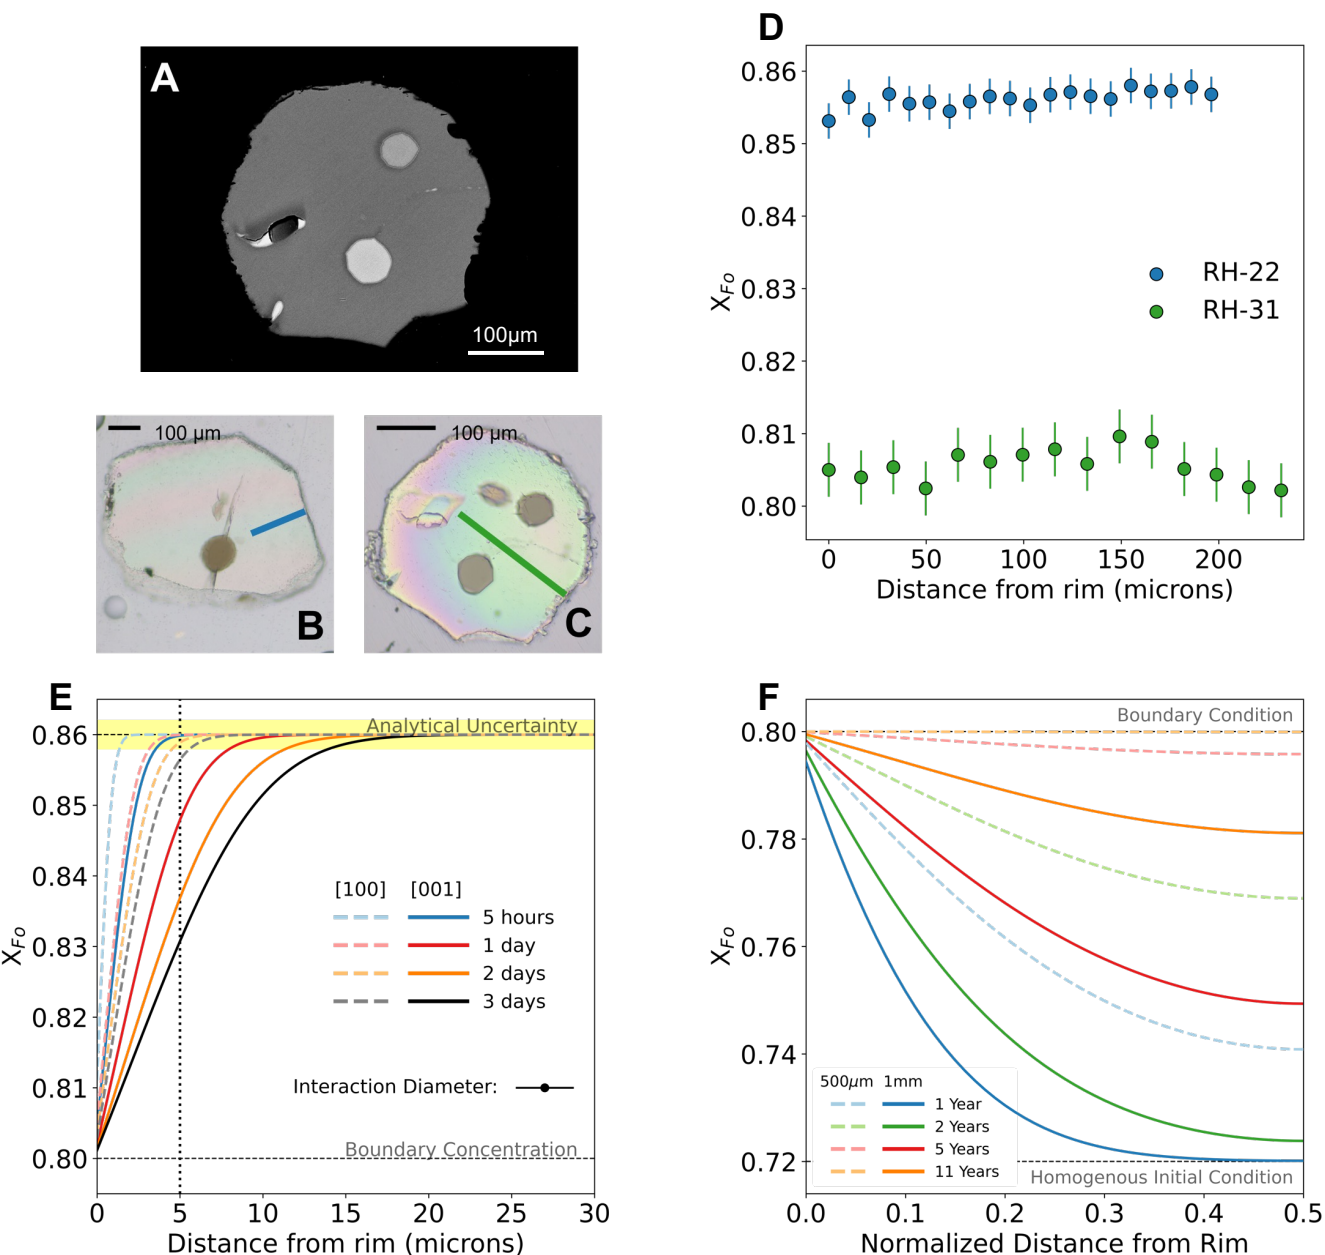 A
100μm
100 μm
B
100 μm
C
D
0.86
0.85
0.84
0.83
0.82
0.81
0.80
X_Fo
RH-22
RH-31
0 50 100 150 200
Distance from rim (microns)
E
Analytical Uncertainty
0.86
0.85
0.84
0.83
0.82
0.81
0.80
X_Fo
[100] [001]
5 hours
1 day
2 days
3 days
Interaction Diameter:
Boundary Concentration
0 5 10 15 20 25 30
Distance from rim (microns)
F
Boundary Condition
0.80
0.78
0.76
0.74
0.72
X_Fo
500μm 1mm
1 Year
2 Years
5 Years
11 Years
Homogenous Initial Condition
0.0 0.1 0.2 0.3 0.4 0.5
Normalized Distance from Rim